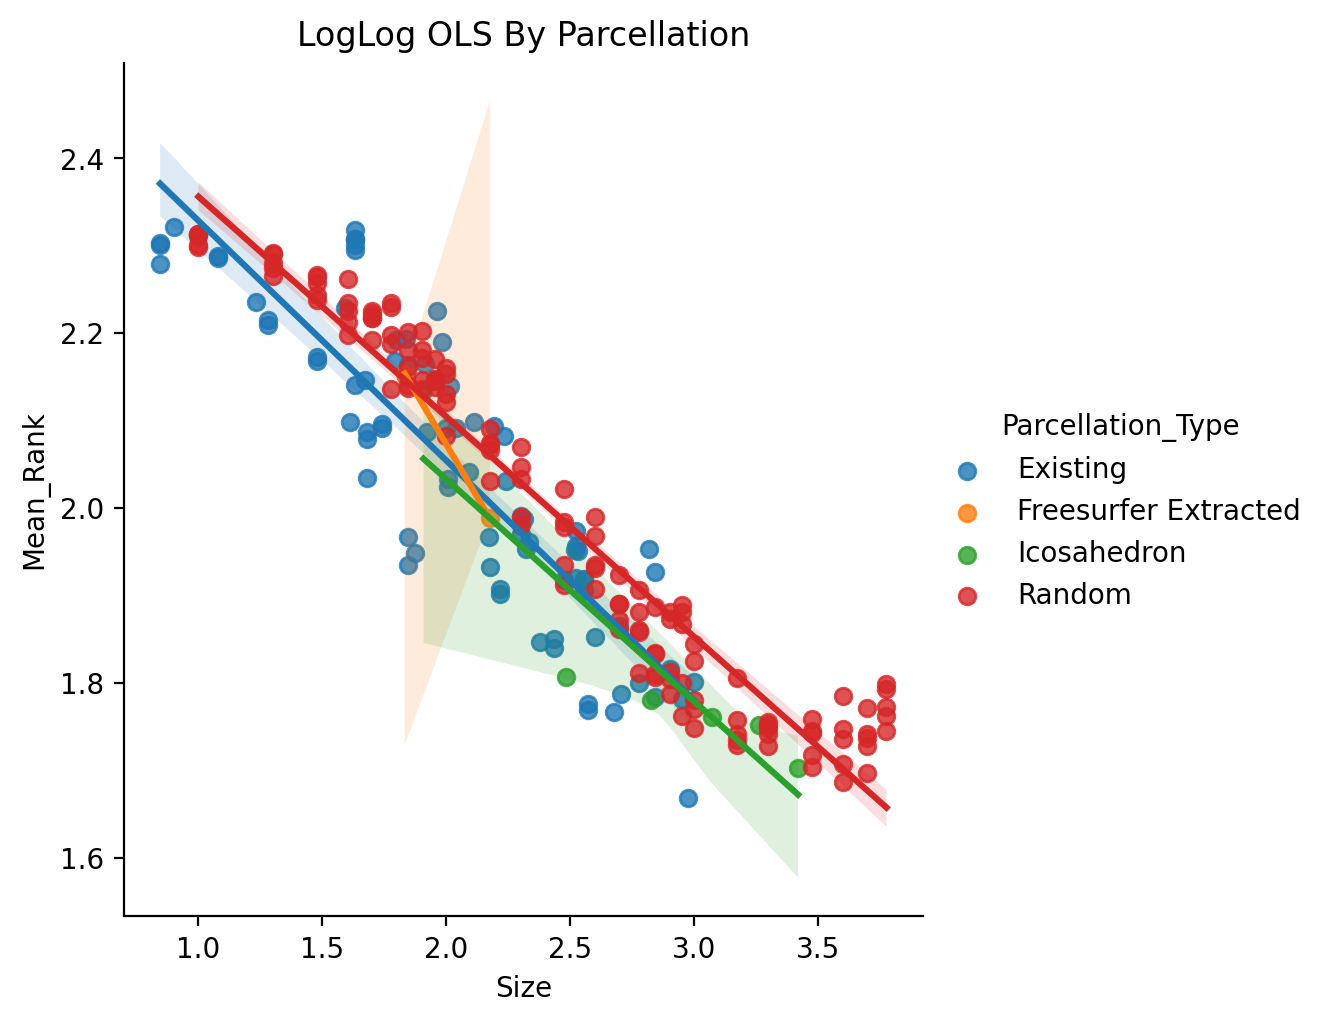 LogLog OLS By Parcellation
Mean_Rank
2.4
2.2
2.0
1.8
1.6
1.0 1.5 2.0 2.5 3.0 3.5
Size
Parcellation_Type
Existing
Freesurfer Extracted
Icosahedron
Random